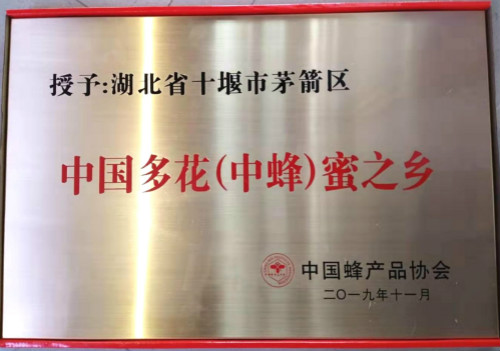 授予:湖北省十堰市茅箭区
中国多花(中蜂)蜜之乡
中国蜂产品协会
二〇一九年十一月